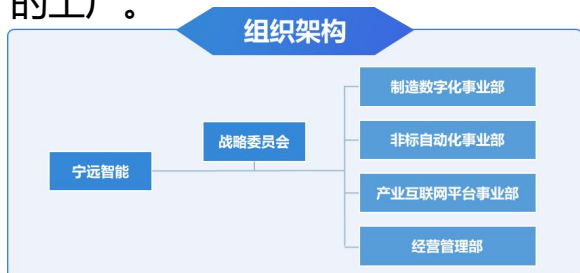 的工厂。
组织架构
制造数字化事业部
战略委员会
非标自动化事业部
宁远智能
产业互联网平台事业部
经营管理部